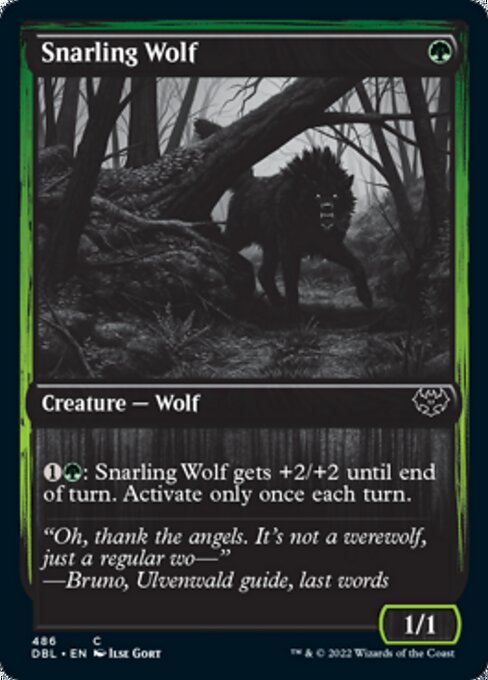 Snarling Wolf
Creature — Wolf
1: Snarling Wolf gets +2/+2 until end
of turn. Activate only once each turn.
“Oh, thank the angels. It’s not a werewolf,
just a regular wo—”
—Bruno, Ulvenwald guide, last words
1/1
486 C
DBL • EN Ilse Gort
™ & © 2022 Wizards of the Coast